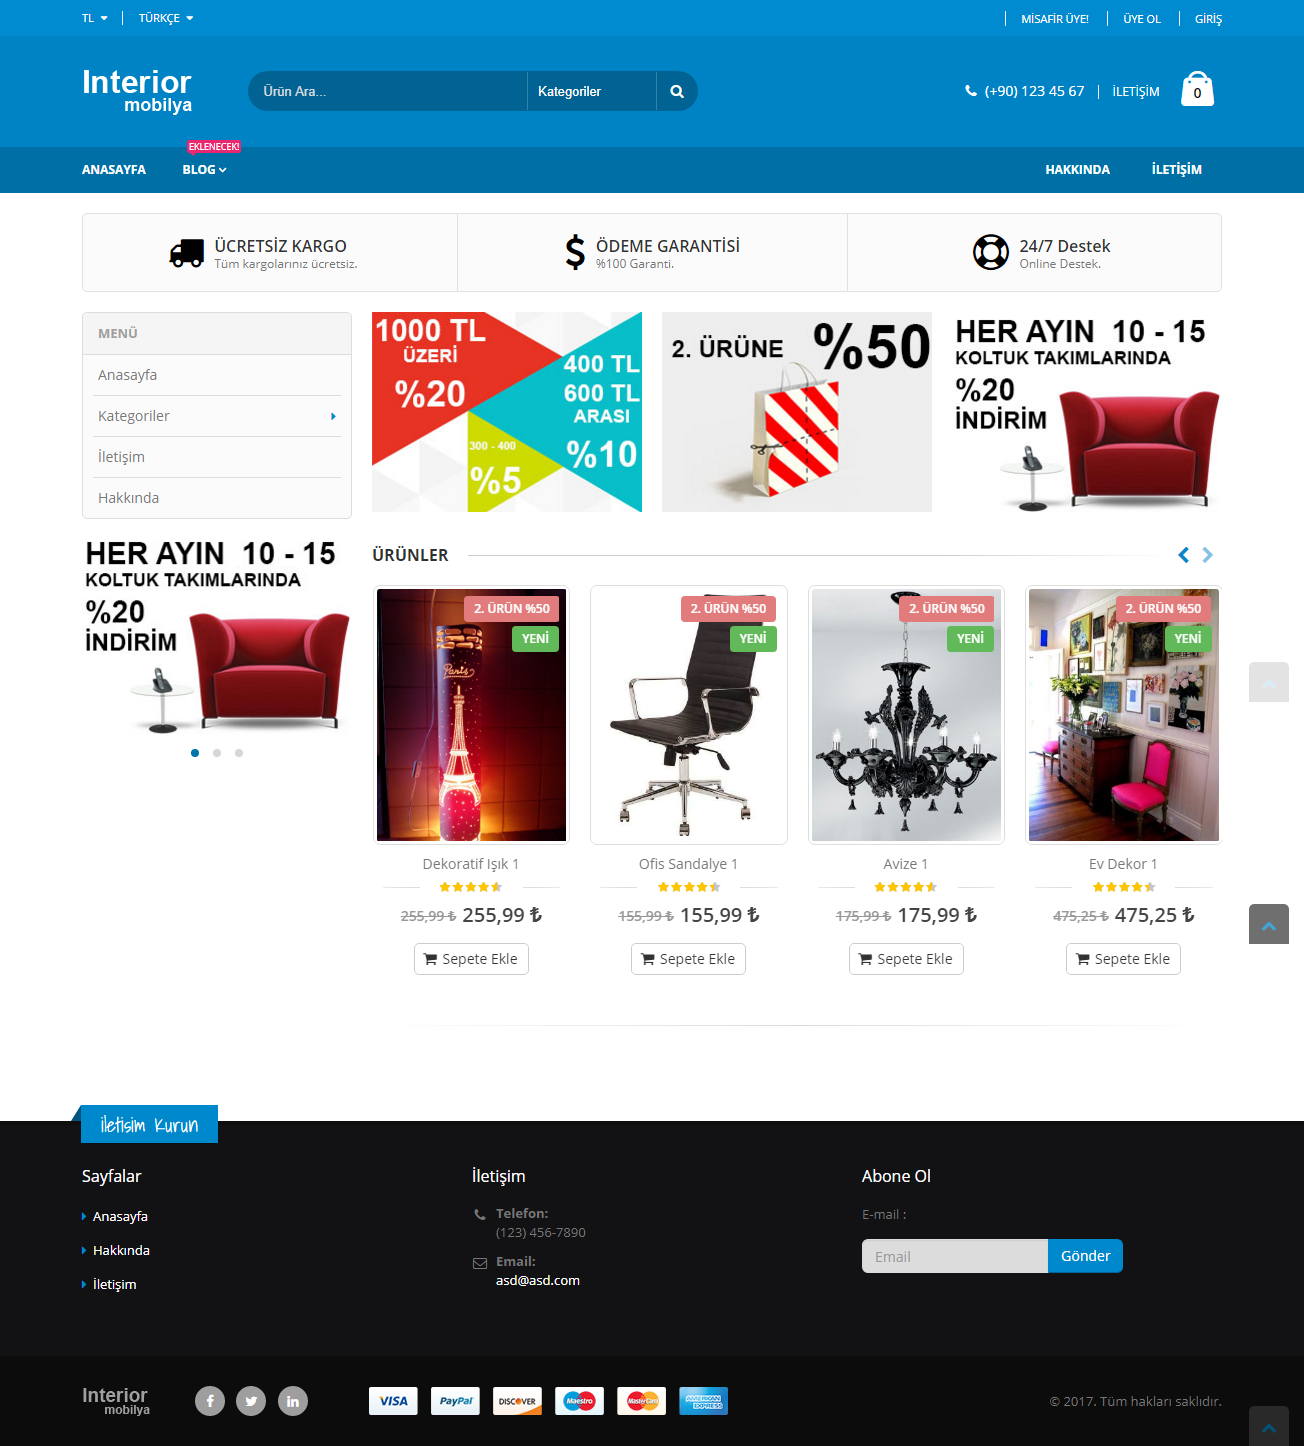 TL
TÜRKÇE
MİSAFİR ÜYE!
ÜYE OL
GİRİŞ
Interior
mobilya
Ürün Ara...
Kategoriler
(+90) 123 45 67
İLETİŞİM
0
ANASAYFA
BLOG
EKLENECEK!
HAKKINDA
İLETİŞİM
ÜCRETSİZ KARGO
Tüm kargolarınız ücretsiz.
ÖDEME GARANTİSİ
%100 Garanti.
24/7 Destek
Online Destek.
MENÜ
Anasayfa
Kategoriler
İletişim
Hakkında
1000 TL
ÜZERİ
%20
400 TL
600 TL
ARASI
%10
300 - 400
%5
2. ÜRÜNE %50
HER AYIN 10 - 15
KOLTUK TAKIMLARINDA
%20
İNDİRİM
HER AYIN 10 - 15
KOLTUK TAKIMLARINDA
%20
İNDİRİM
ÜRÜNLER
2. ÜRÜN %50
YENİ
Paris
Dekoratif Işık 1
255,99 ₺ 255,99 ₺
Sepete Ekle
2. ÜRÜN %50
YENİ
Ofis Sandalye 1
155,99 ₺ 155,99 ₺
Sepete Ekle
2. ÜRÜN %50
YENİ
Avize 1
175,99 ₺ 175,99 ₺
Sepete Ekle
2. ÜRÜN %50
YENİ
Ev Dekor 1
475,25 ₺ 475,25 ₺
Sepete Ekle
İletisim Kurun
Sayfalar
Anasayfa
Hakkında
İletişim
İletişim
Telefon:
(123) 456-7890
Email:
asd@asd.com
Abone Ol
E-mail :
Email
Gönder
Interior
mobilya
VISA
PayPal
DISCOVER
Maestro
MasterCard
AMERICAN
EXPRESS
© 2017. Tüm hakları saklıdır.